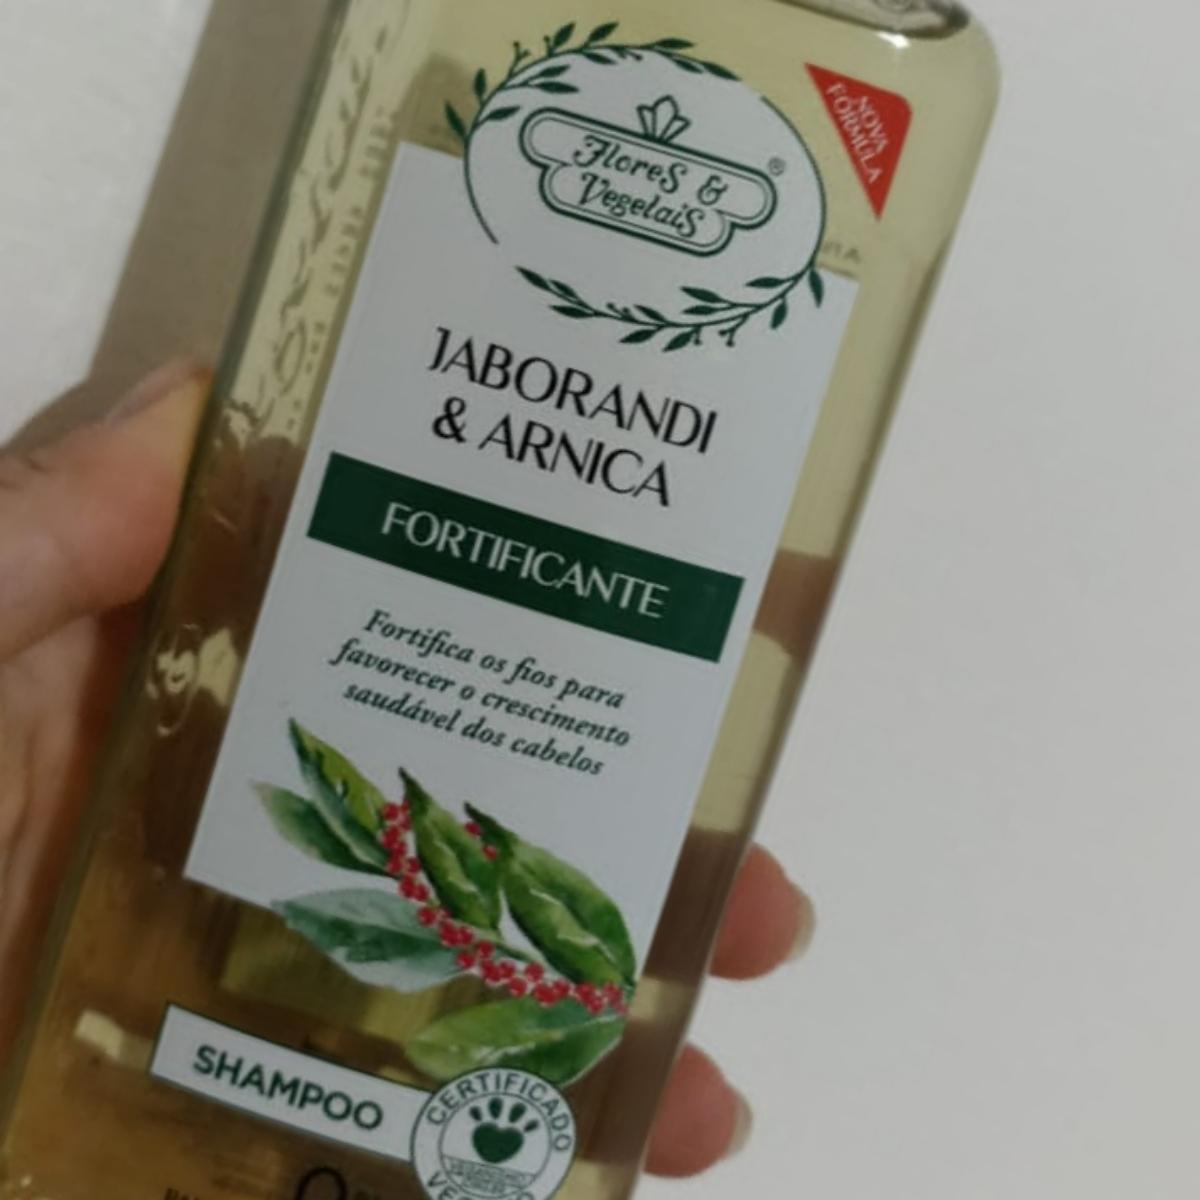 Flores &
Vegetais
®
NOVA
FÓRMULA
JABORANDI
& ARNICA
FORTIFICANTE
Fortifica os fios para
favorecer o crescimento
saudável dos cabelos
SHAMPOO
CERTIFICADO